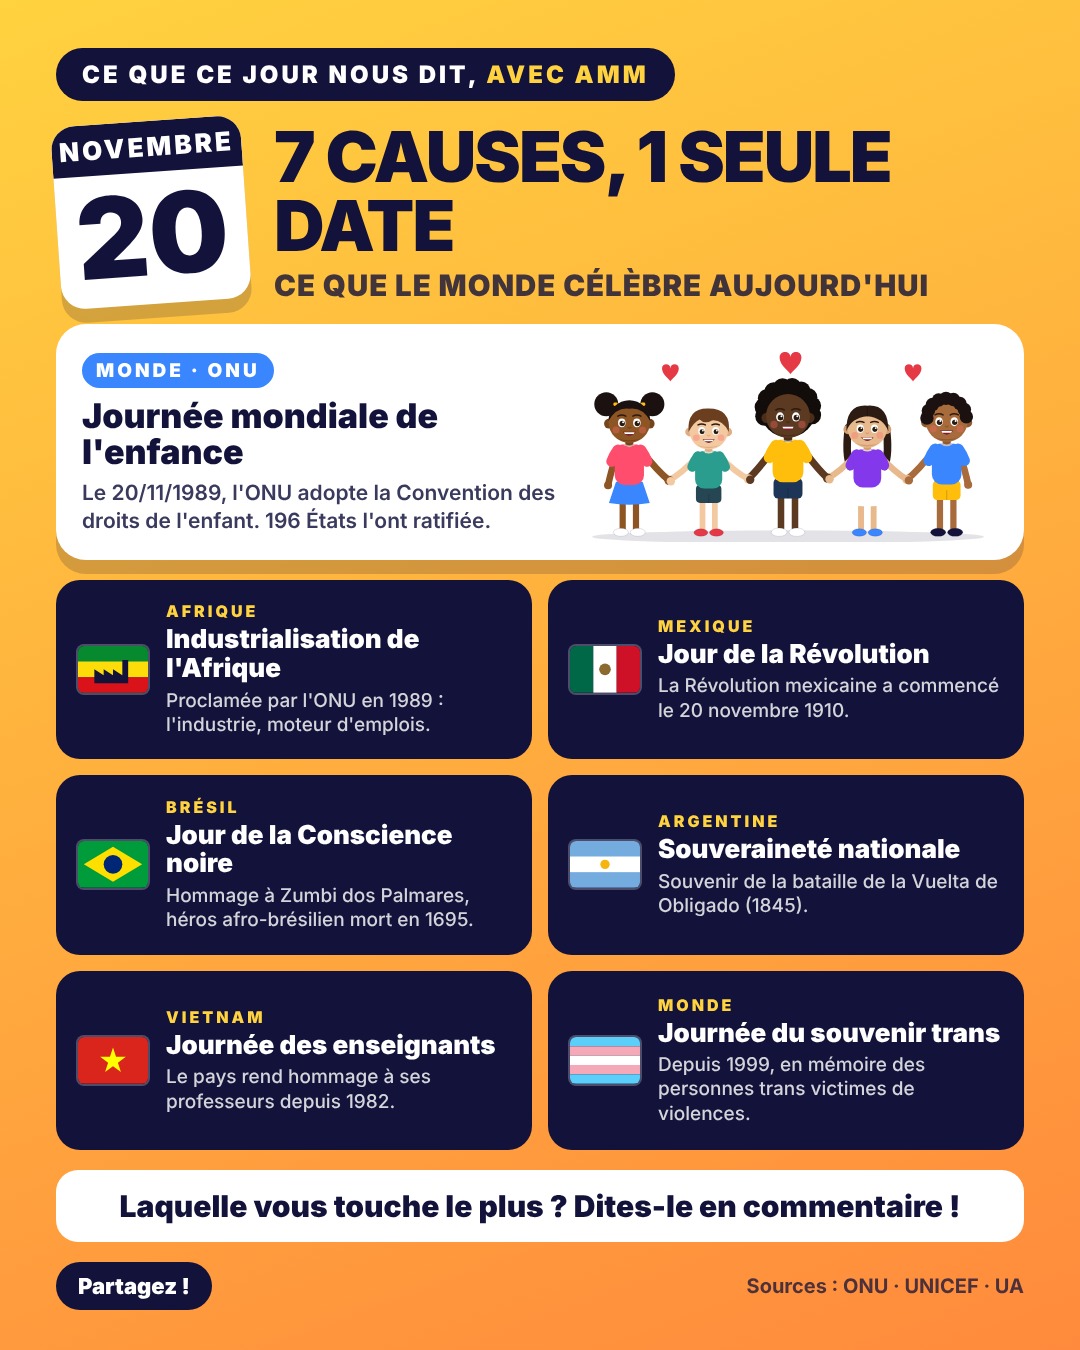 CE QUE CE JOUR NOUS DIT, AVEC AMM
NOVEMBRE
20
7 CAUSES, 1 SEULE
DATE
CE QUE LE MONDE CÉLÈBRE AUJOURD'HUI
MONDE · ONU
Journée mondiale de
l'enfance
Le 20/11/1989, l'ONU adopte la Convention des
droits de l'enfant. 196 États l'ont ratifiée.
AFRIQUE
Industrialisation de
l'Afrique
Proclamée par l'ONU en 1989 :
l'industrie, moteur d'emplois.
MEXIQUE
Jour de la Révolution
La Révolution mexicaine a commencé
le 20 novembre 1910.
BRÉSIL
Jour de la Conscience
noire
Hommage à Zumbi dos Palmares,
héros afro-brésilien mort en 1695.
ARGENTINE
Souveraineté nationale
Souvenir de la bataille de la Vuelta de
Obligado (1845).
VIETNAM
Journée des enseignants
Le pays rend hommage à ses
professeurs depuis 1982.
MONDE
Journée du souvenir trans
Depuis 1999, en mémoire des
personnes trans victimes de
violences.
Laquelle vous touche le plus ? Dites-le en commentaire !
Partagez !
Sources : ONU · UNICEF · UA